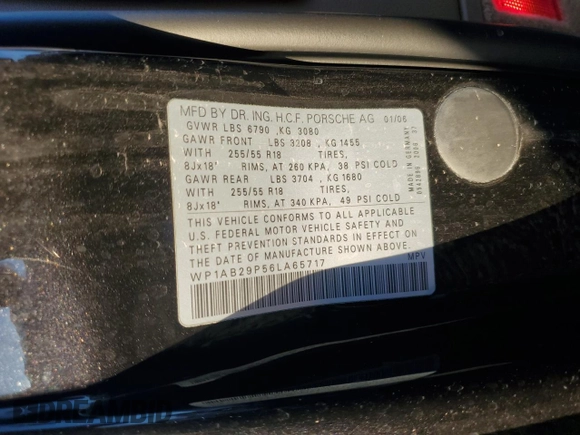 MFD BY DR. ING. H.C.F. PORSCHE AG 01/06
GVWR LBS 6790 ,KG 3080
GAWR FRONT LBS 3208 , KG 1455
WITH 255/55 R18 TIRES,
8Jx18" RIMS, AT 260 KPA, 38 PSI COLD
GAWR REAR LBS 3704 , KG 1680
WITH 255/55 R18 TIRES,
8Jx18" RIMS, AT 340 KPA, 49 PSI COLD
THIS VEHICLE CONFORMS TO ALL APPLICABLE
U.S. FEDERAL MOTOR VEHICLE SAFETY AND
THEFT PREVENTION STANDARDS IN EFFECT ON
THE DATE OF MANUFACTURE SHOWN ABOVE.
WP1AB29P56LA65717 MPV
MADE IN GERMANY